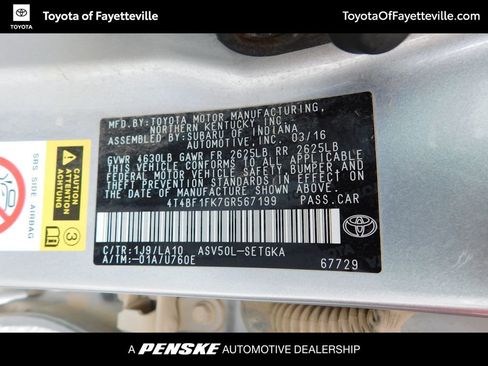 Toyota of Fayetteville
ToyotaOfFayetteville.com
TOYOTA
MFD.BY:TOYOTA MOTOR MANUFACTURING,
NORTHERN KENTUCKY INC.
ASSEMBLED BY: SUBARU OF INDIANA
AUTOMOTIVE, INC. 03/16
GVWR 4630LB GAWR FR 2625LB RR 2625LB
THIS VEHICLE CONFORMS TO ALL APPLICABLE
FEDERAL MOTOR VEHICLE SAFETY, BUMPER, AND
THEFT PREVENTION STANDARDS IN EFFECT ON
THE DATE OF MANUFACTURE SHOWN ABOVE.
4T4BF1FK7GR567199 PASS.CAR
C/TR:1J9/LA10 ASV50L-SETGKA
A/TM:-01A/U760E
67729
TOYOTA
CAUTION
ACHTUNG
ATTENTION
SRS SIDE AIRBAG
A PENSKE AUTOMOTIVE DEALERSHIP